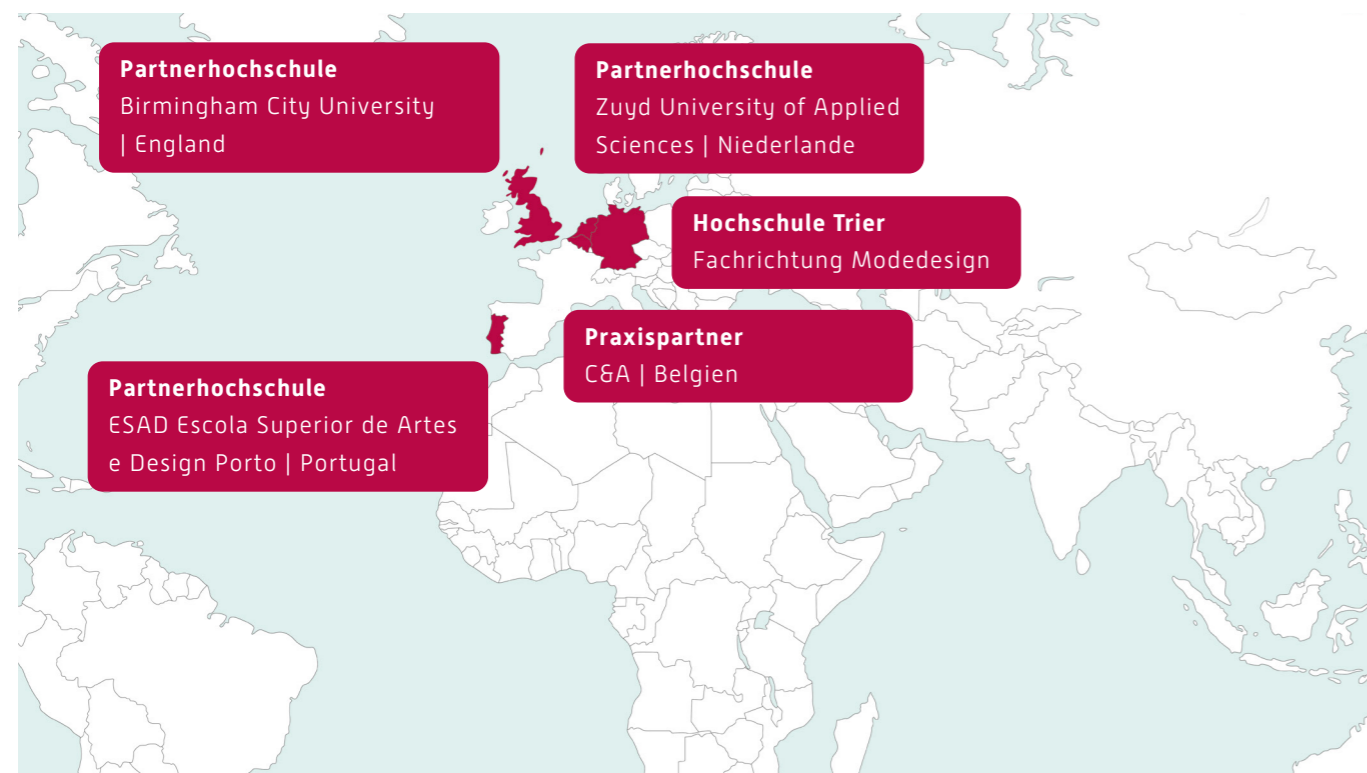 Partnerhochschule
Birmingham City University
| England
Partnerhochschule
Zuyd University of Applied
Sciences | Niederlande
Hochschule Trier
Fachrichtung Modedesign
Praxispartner
C&A | Belgien
Partnerhochschule
ESAD Escola Superior de Artes
e Design Porto | Portugal